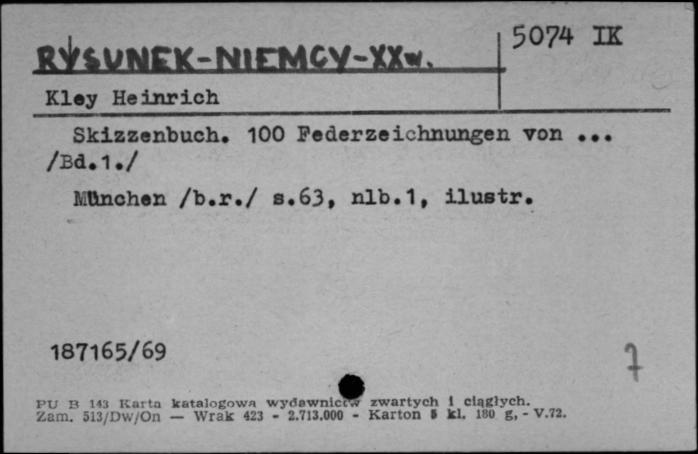 RYSUNEK-NIEMCY-XXw.
5074 IK
Kley Heinrich
Skizzenbuch. 100 Federzeichnungen von ...
/Bd.1./
München /b.r./ s.63, nlb.1, ilustr.
187165/69
7
PU B 143 Karta katalogowa wydawnictw zwartych i ciągłych.
Zam. 513/Dw/On — Wrak 423 - 2.713.000 - Karton 5 kl. 180 g, - V.72.